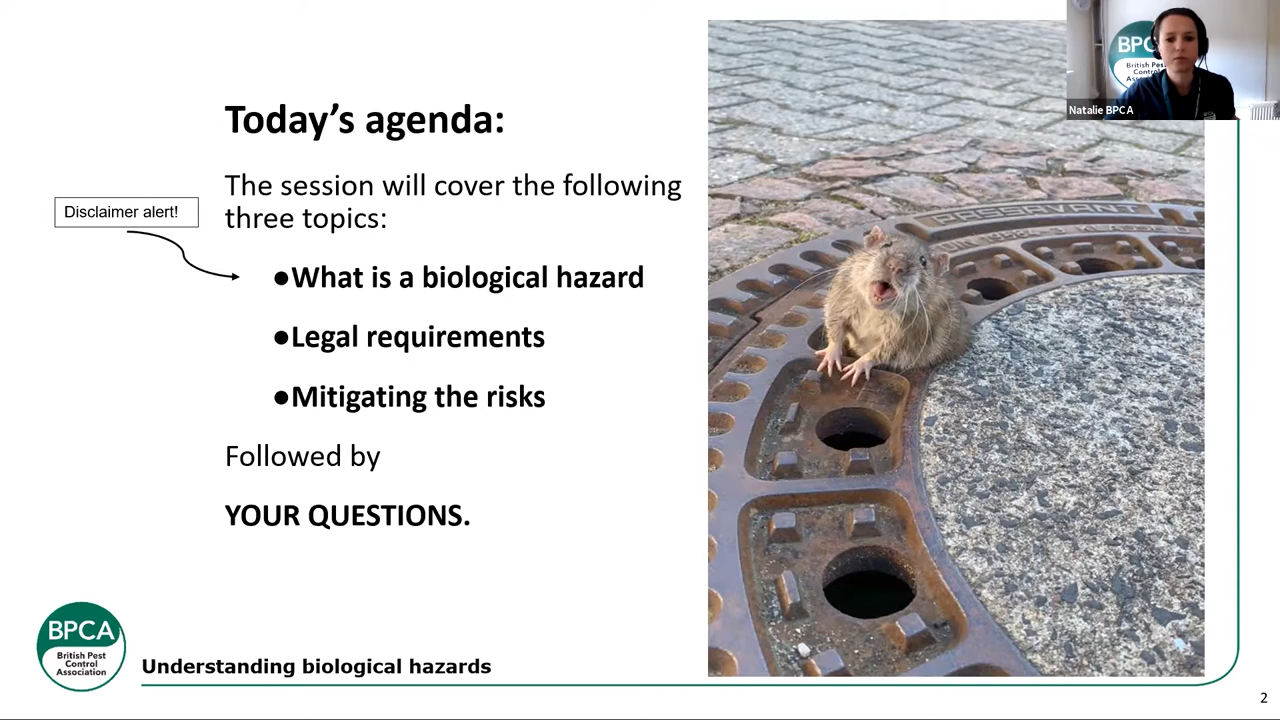 Today's agenda:
The session will cover the following
three topics:
Disclaimer alert!
●What is a biological hazard
●Legal requirements
●Mitigating the risks
Followed by
YOUR QUESTIONS.
BPCA
British Pest
Control
Association
Understanding biological hazards
2
PASSAVANT
BPC
British Pest
Control
Natalie BPCA